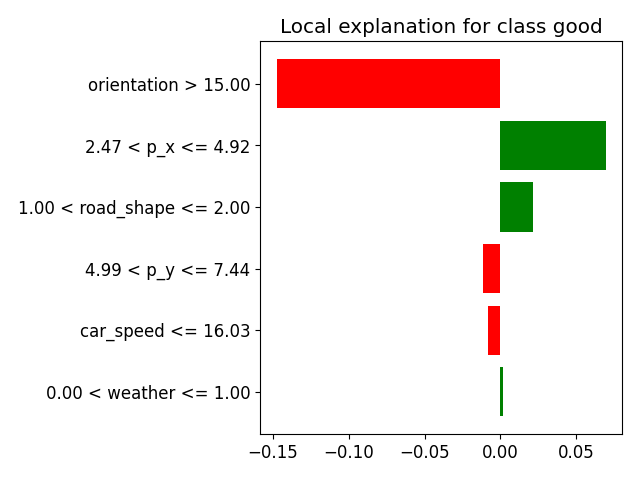 Local explanation for class good
orientation > 15.00
2.47 < p_x <= 4.92
1.00 < road_shape <= 2.00
4.99 < p_y <= 7.44
car_speed <= 16.03
0.00 < weather <= 1.00
−0.15 −0.10 −0.05 0.00 0.05